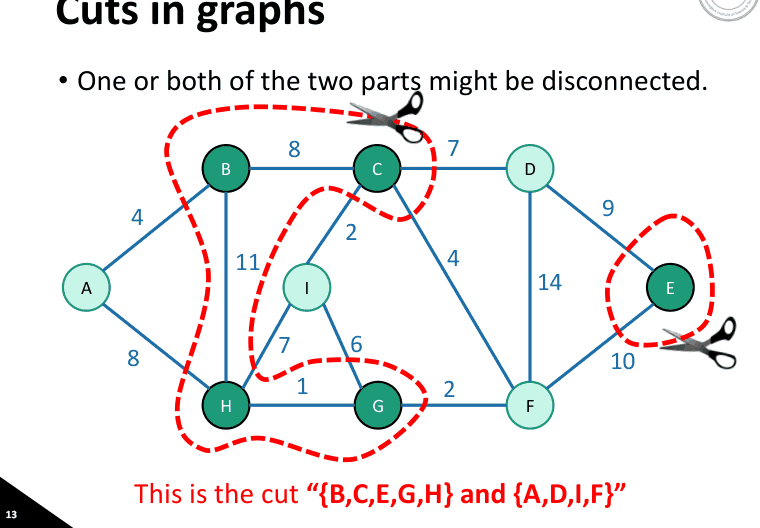 Cuts in graphs
• One or both of the two parts might be disconnected.
8
7
B
C
D
4
9
2
11
4
A
I
14
E
8
7
6
10
1
2
H
G
F
This is the cut “{B,C,E,G,H} and {A,D,I,F}”
13